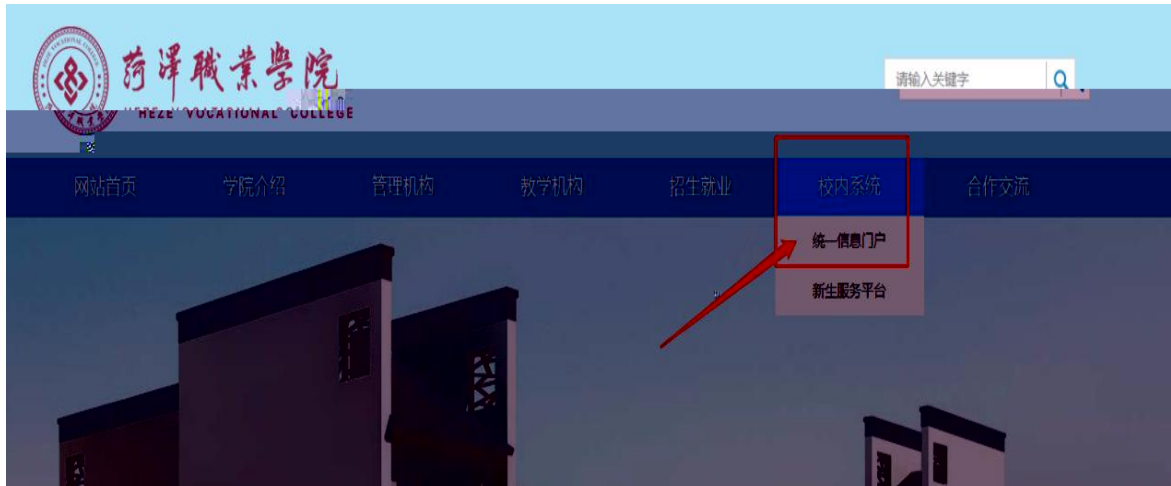 菏澤職業學院
HEZE VOCATIONAL COLLEGE
请输入关键字
网站首页 学院介绍 管理机构 教学机构 招生就业 校内系统 合作交流
统一信息门户
新生服务平台